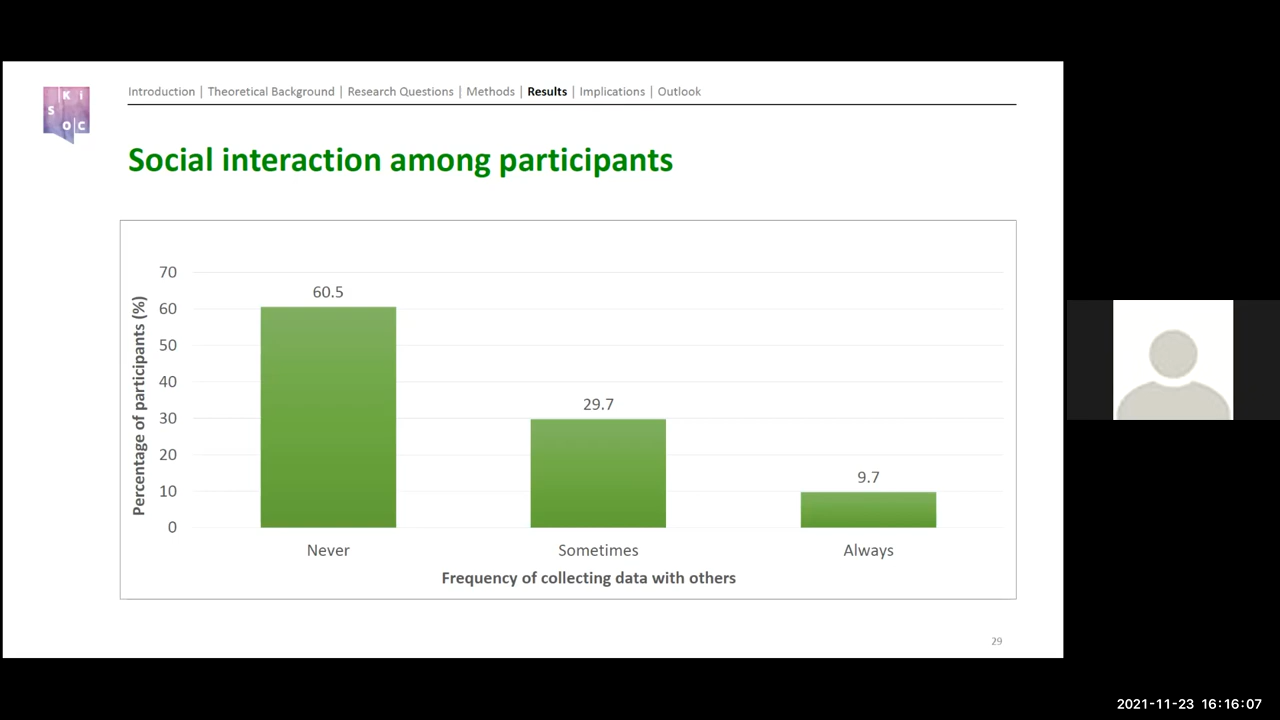 K i
S
O C
Introduction | Theoretical Background | Research Questions | Methods | Results | Implications | Outlook
Social interaction among participants
Percentage of participants (%)
70
60
50
40
30
20
10
0
60.5
29.7
9.7
Never Sometimes Always
Frequency of collecting data with others
29
2021-11-23 16:16:07